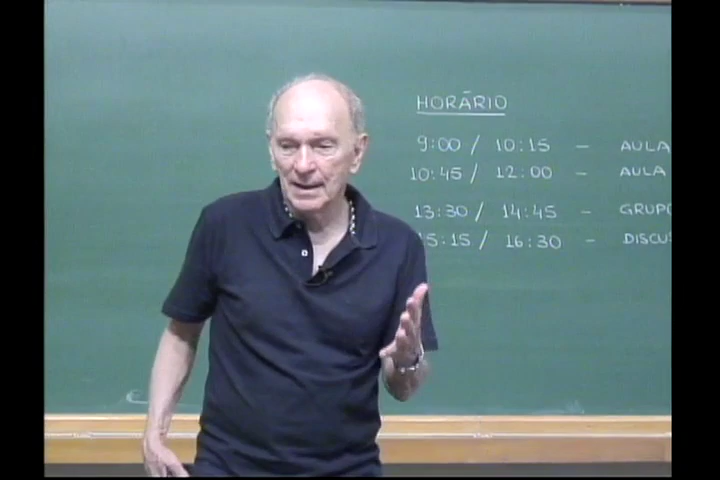 HORÁRIO
9:00 / 10:15 - AULA
10:45 / 12:00 - AULA
13:30 / 14:45 - GRUPO
15:15 / 16:30 - DISCUS